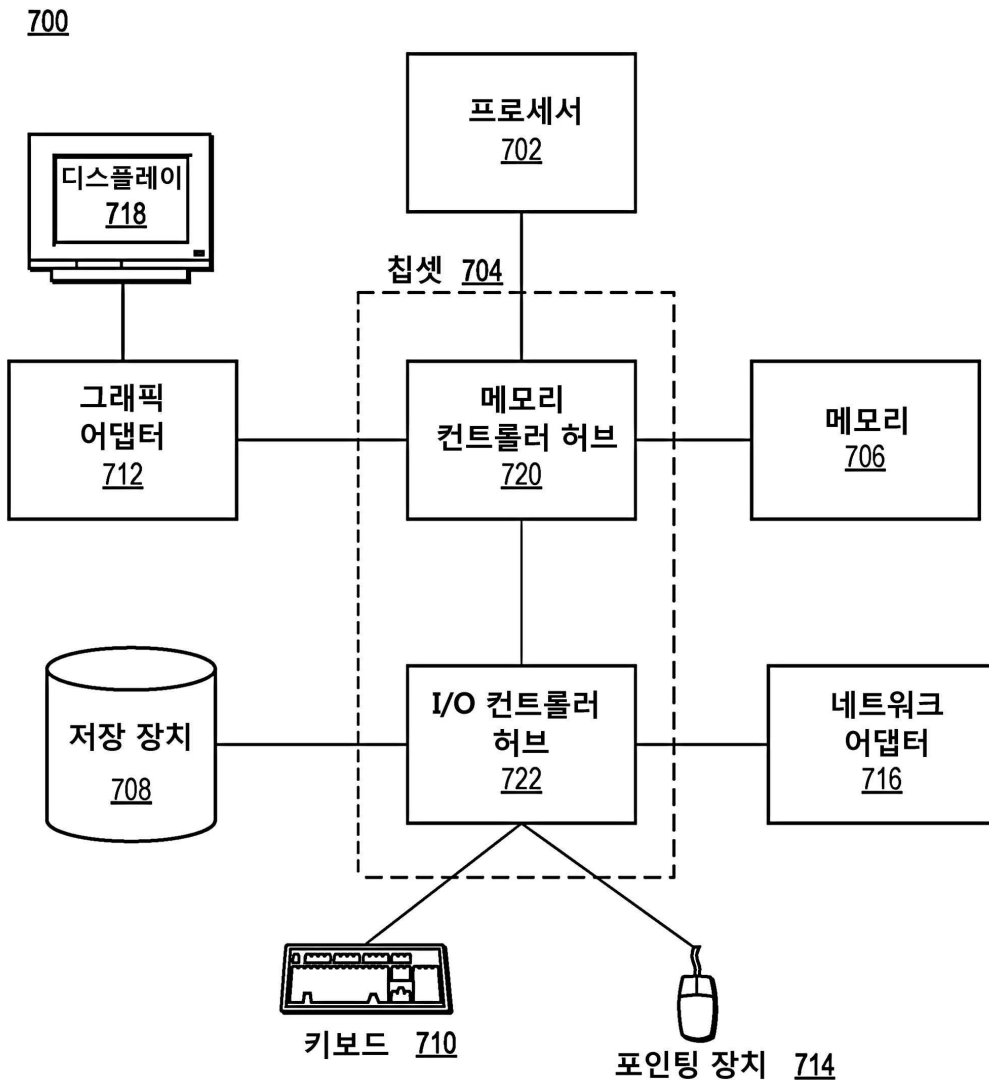 700
프로세서
702
디스플레이
718
칩셋 704
그래픽
어댑터
712
메모리
컨트롤러 허브
720
메모리
706
저장 장치
708
I/O 컨트롤러
허브
722
네트워크
어댑터
716
키보드 710
포인팅 장치 714